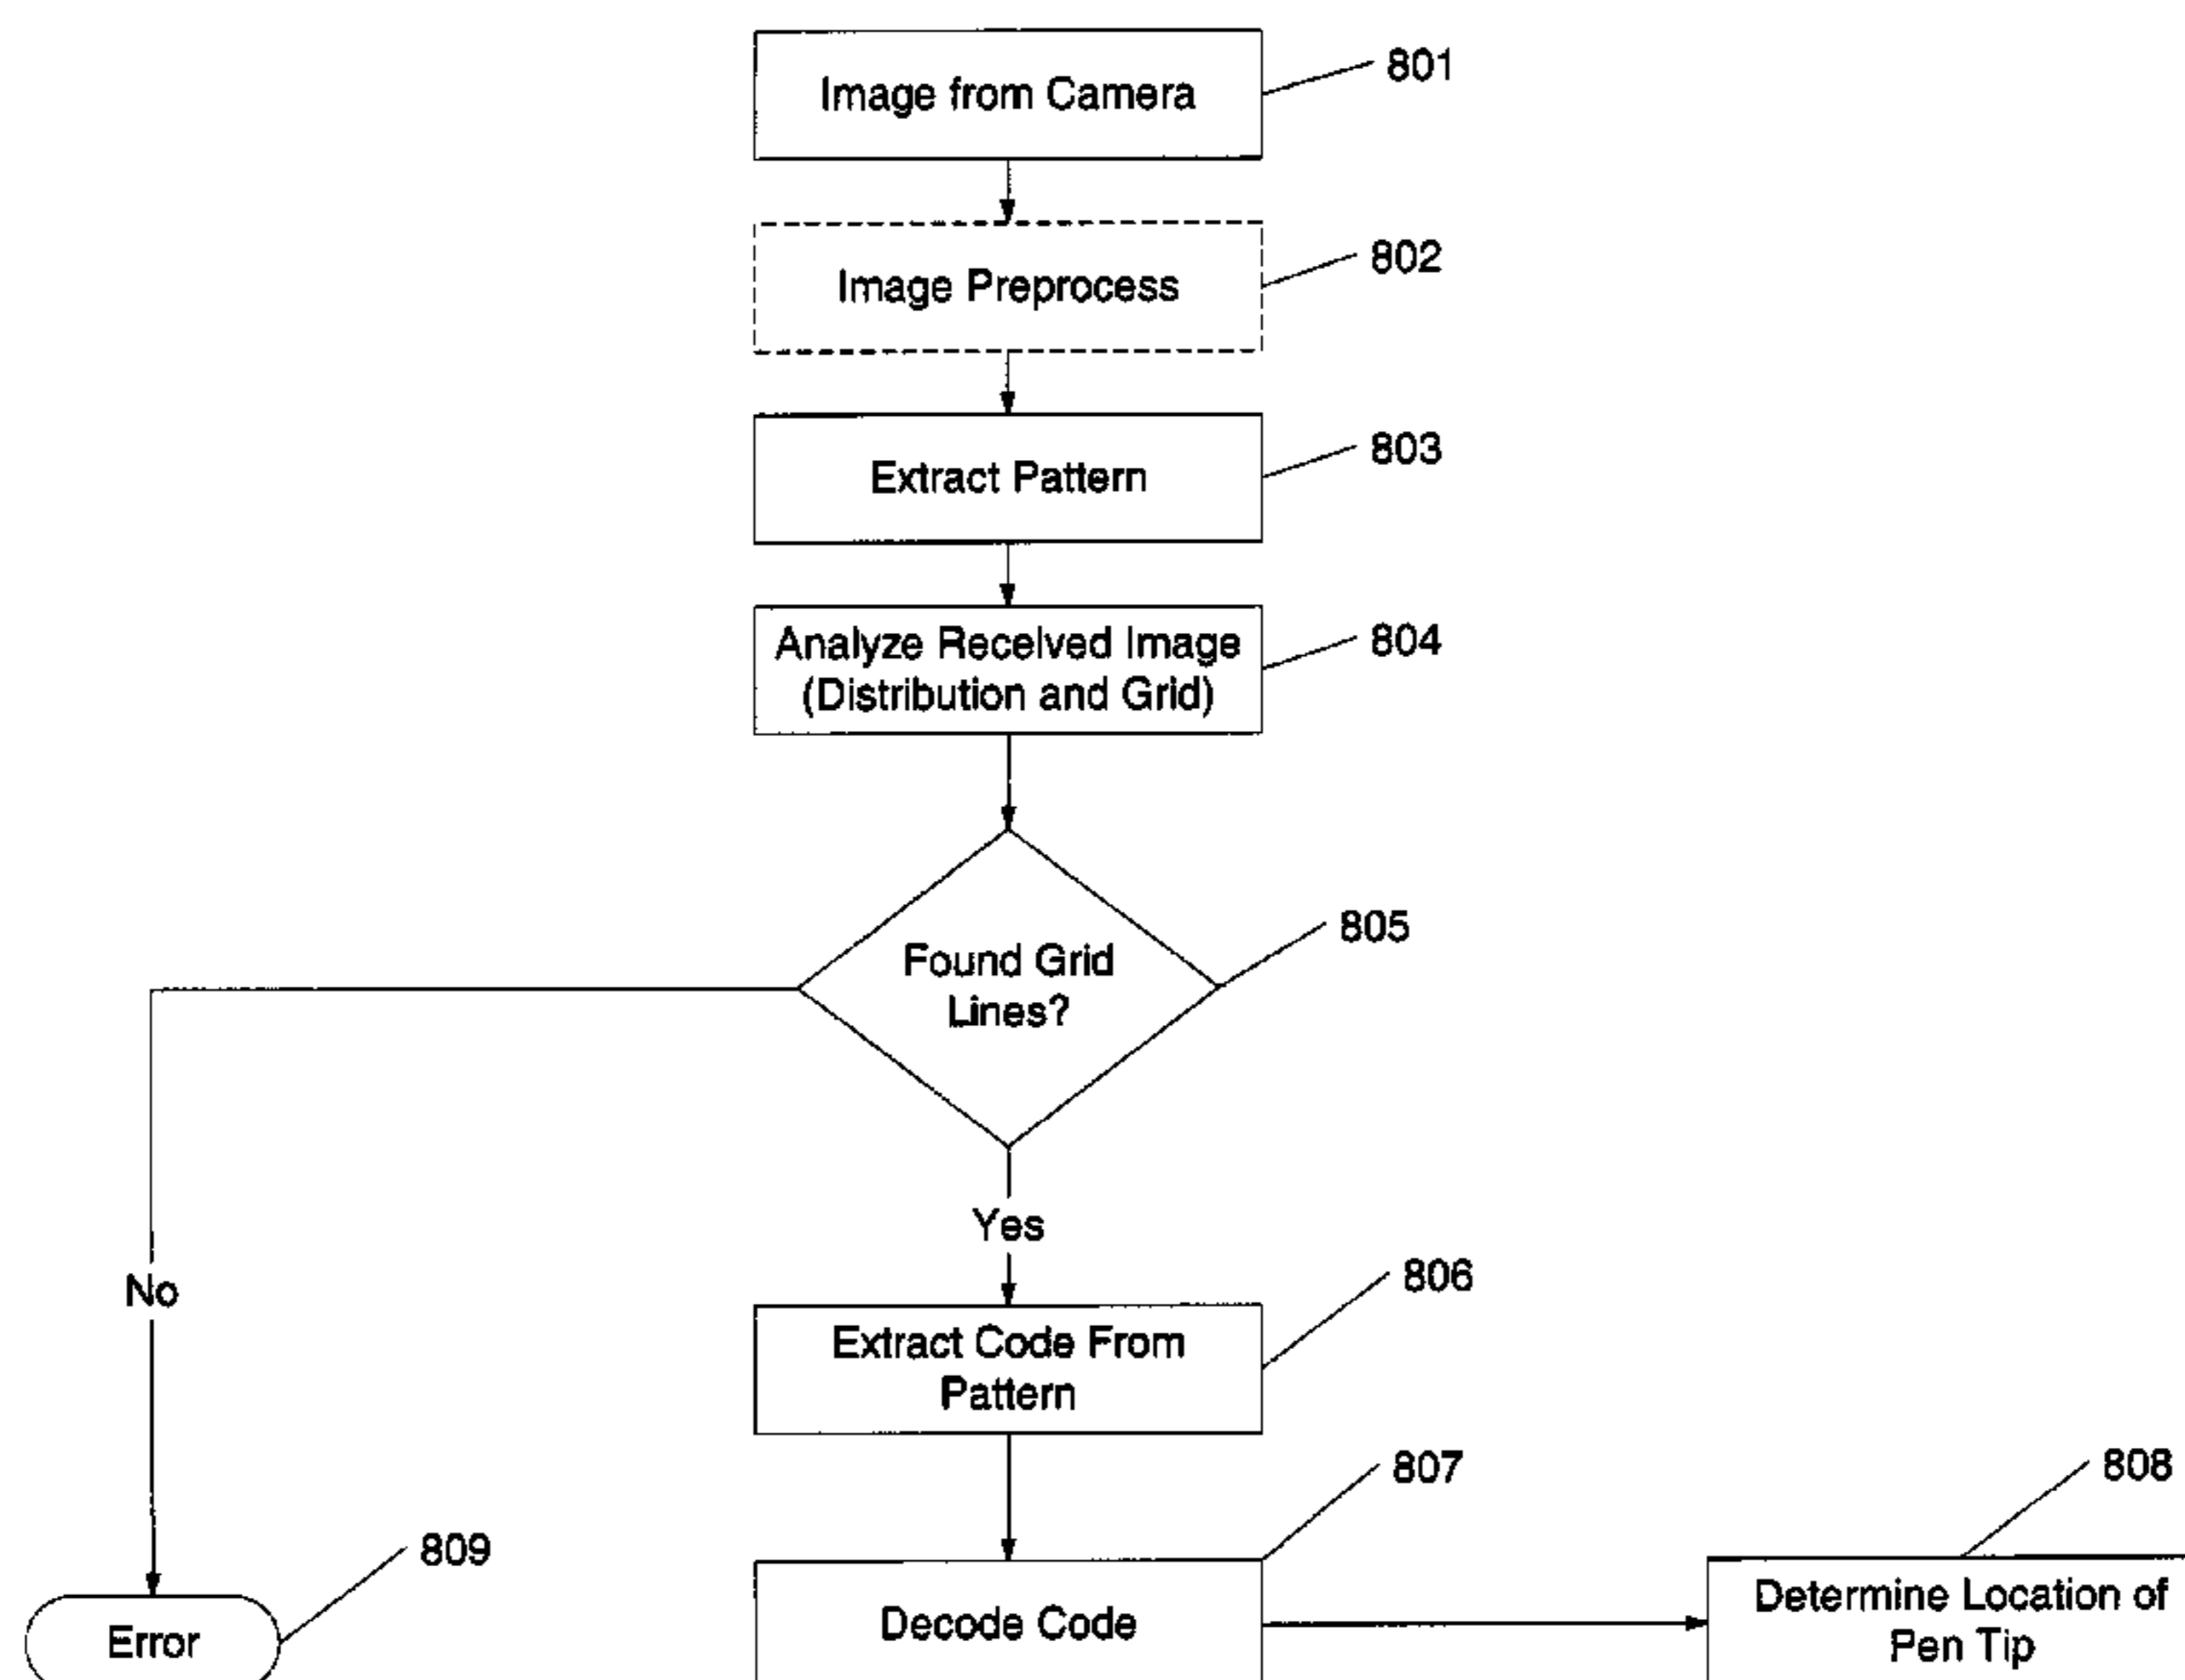 Image from Camera
801
Image Preprocess
802
Extract Pattern
803
Analyze Received Image
(Distribution and Grid)
804
Found Grid
Lines?
805
Yes
No
Extract Code From
Pattern
806
Decode Code
807
Determine Location of
Pen Tip
808
Error
809